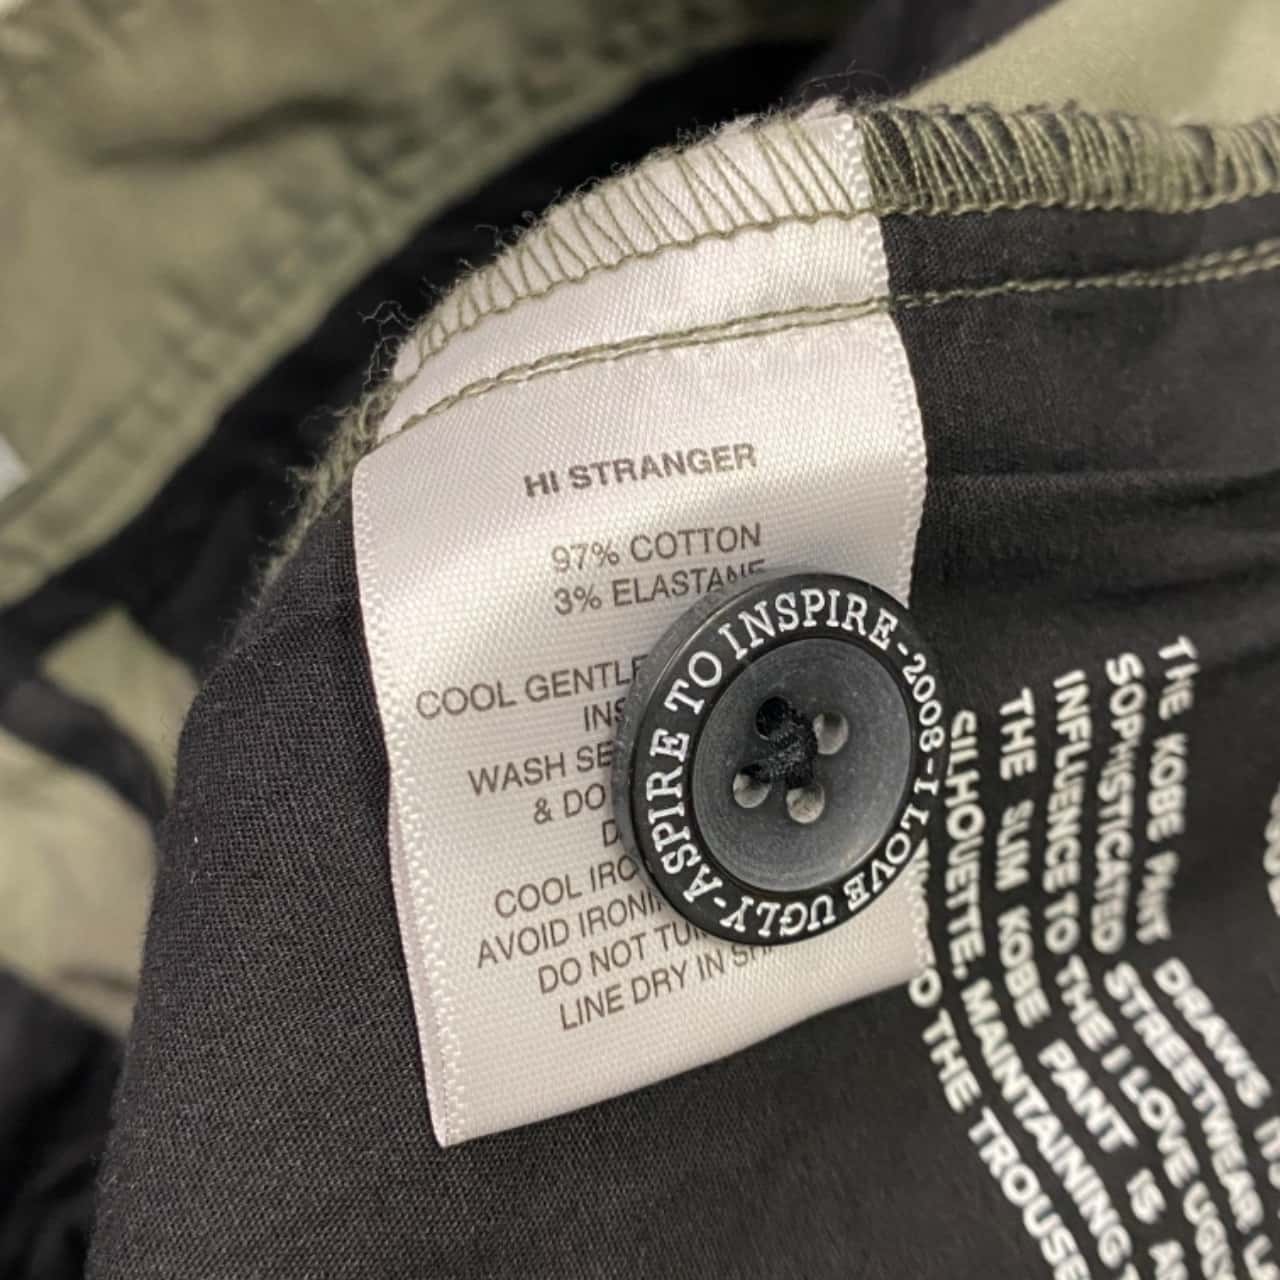 HI STRANGER
97% COTTON
3% ELASTANE
COOL GENTLE
INS
WASH SE
& DO
D
COOL IRO
AVOID IRONI
DO NOT TU
LINE DRY IN SHA
ASPIRE TO INSPIRE-2008-I LOVE UGLY-
THE KOBE PANT DRAWS
SOPHISTICATED STREETWEAR
INFLUENCE TO THE I LOVE UGLY
THE SLIM KOBE PANT IS
SILHOUETTE, MAINTAINING
TO THE TROUSE